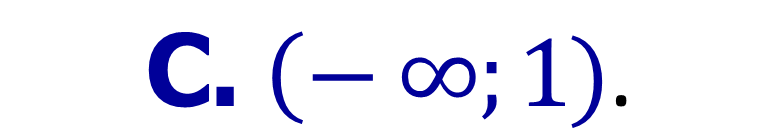 C. (− ∞; 1).